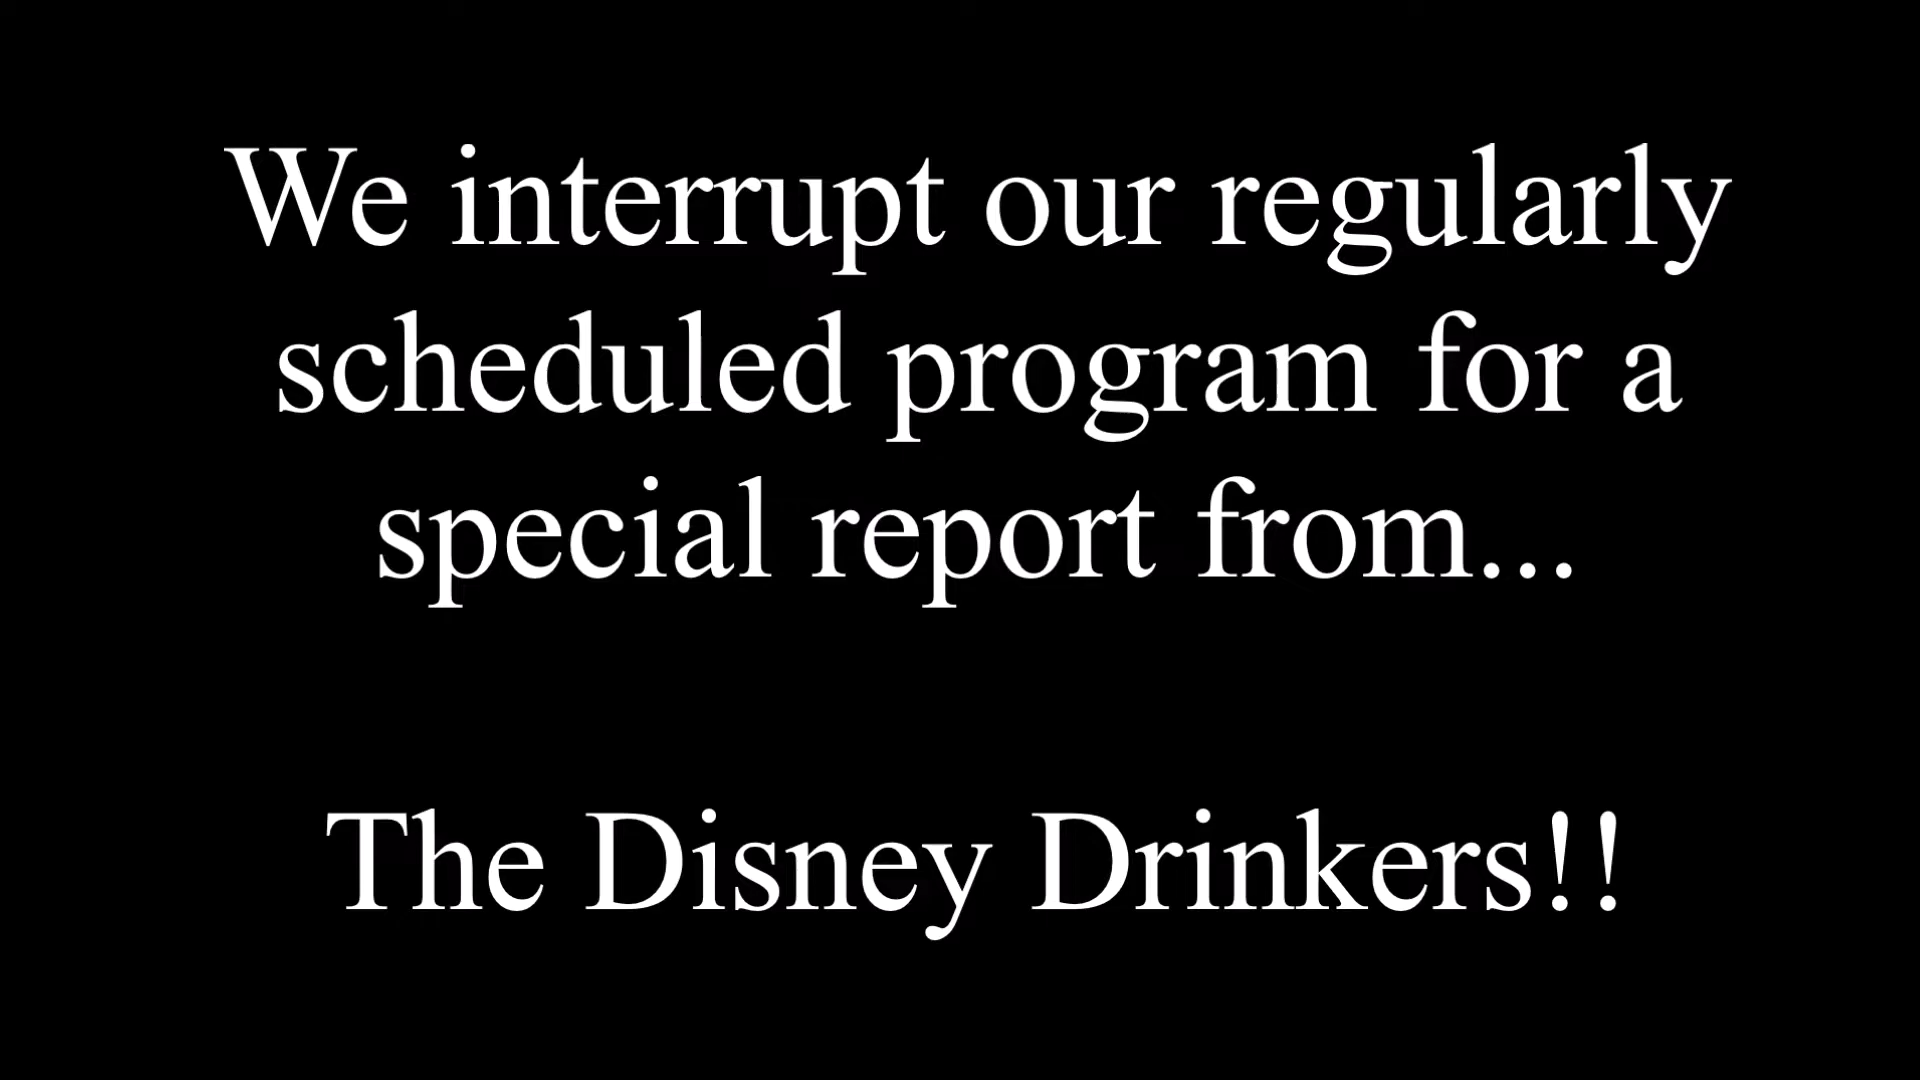 We interrupt our regularly
scheduled program for a
special report from...
The Disney Drinkers!!